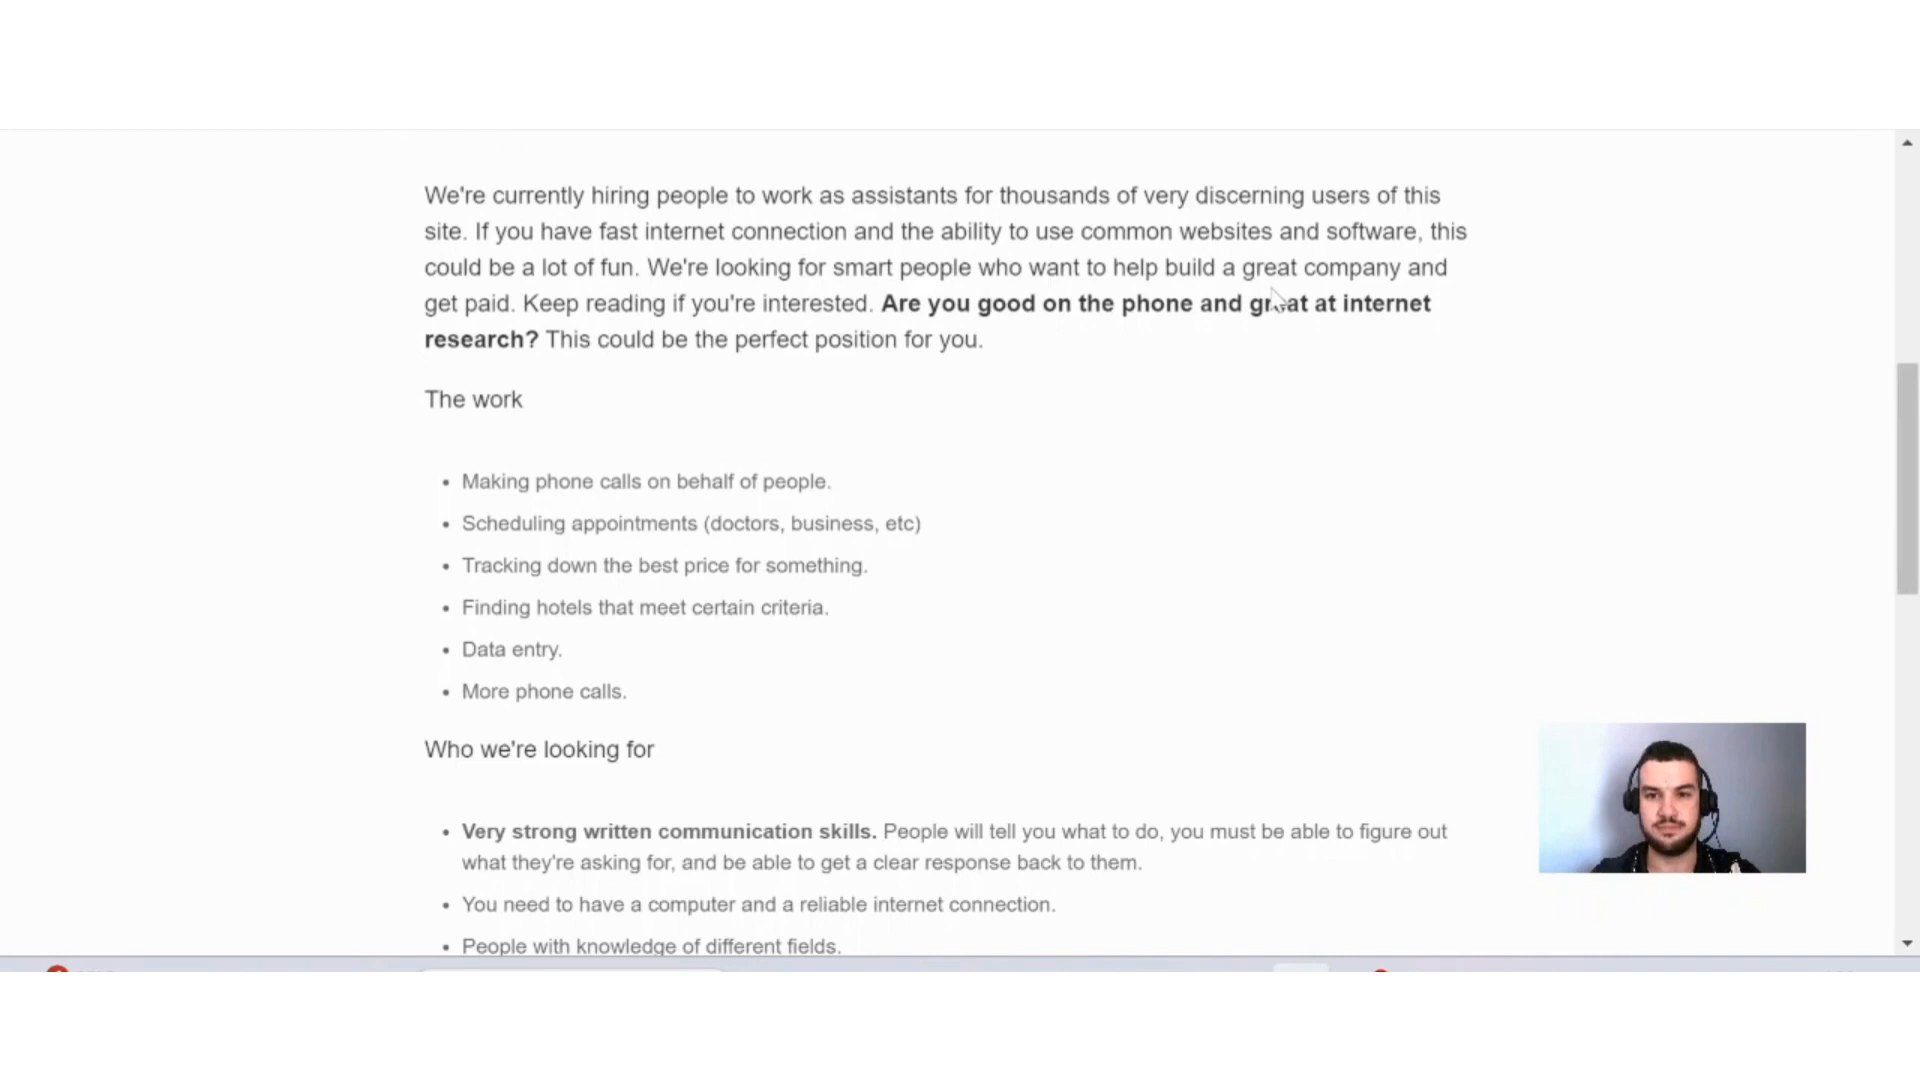 We're currently hiring people to work as assistants for thousands of very discerning users of this
site. If you have fast internet connection and the ability to use common websites and software, this
could be a lot of fun. We're looking for smart people who want to help build a great company and
get paid. Keep reading if you're interested. Are you good on the phone and great at internet
research? This could be the perfect position for you.
The work
• Making phone calls on behalf of people.
• Scheduling appointments (doctors, business, etc)
• Tracking down the best price for something.
• Finding hotels that meet certain criteria.
• Data entry.
• More phone calls.
Who we're looking for
• Very strong written communication skills. People will tell you what to do, you must be able to figure out
what they're asking for, and be able to get a clear response back to them.
• You need to have a computer and a reliable internet connection.
• People with knowledge of different fields.